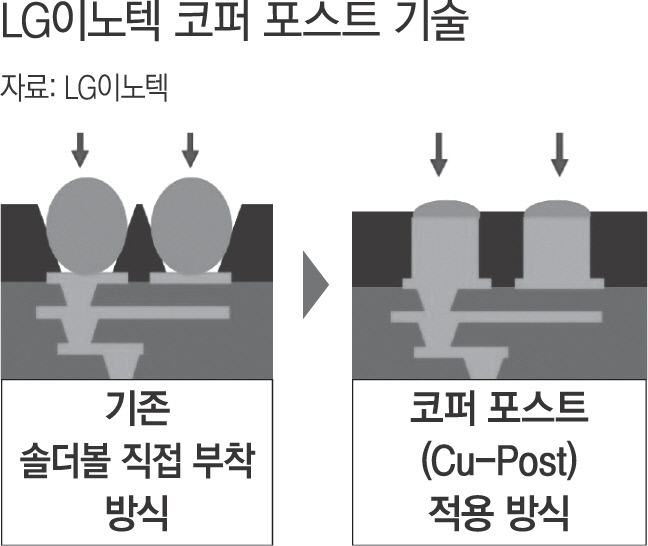 LG이노텍 코퍼 포스트 기술
자료: LG이노텍
기존
솔더볼 직접 부착
방식
코퍼 포스트
(Cu-Post)
적용 방식